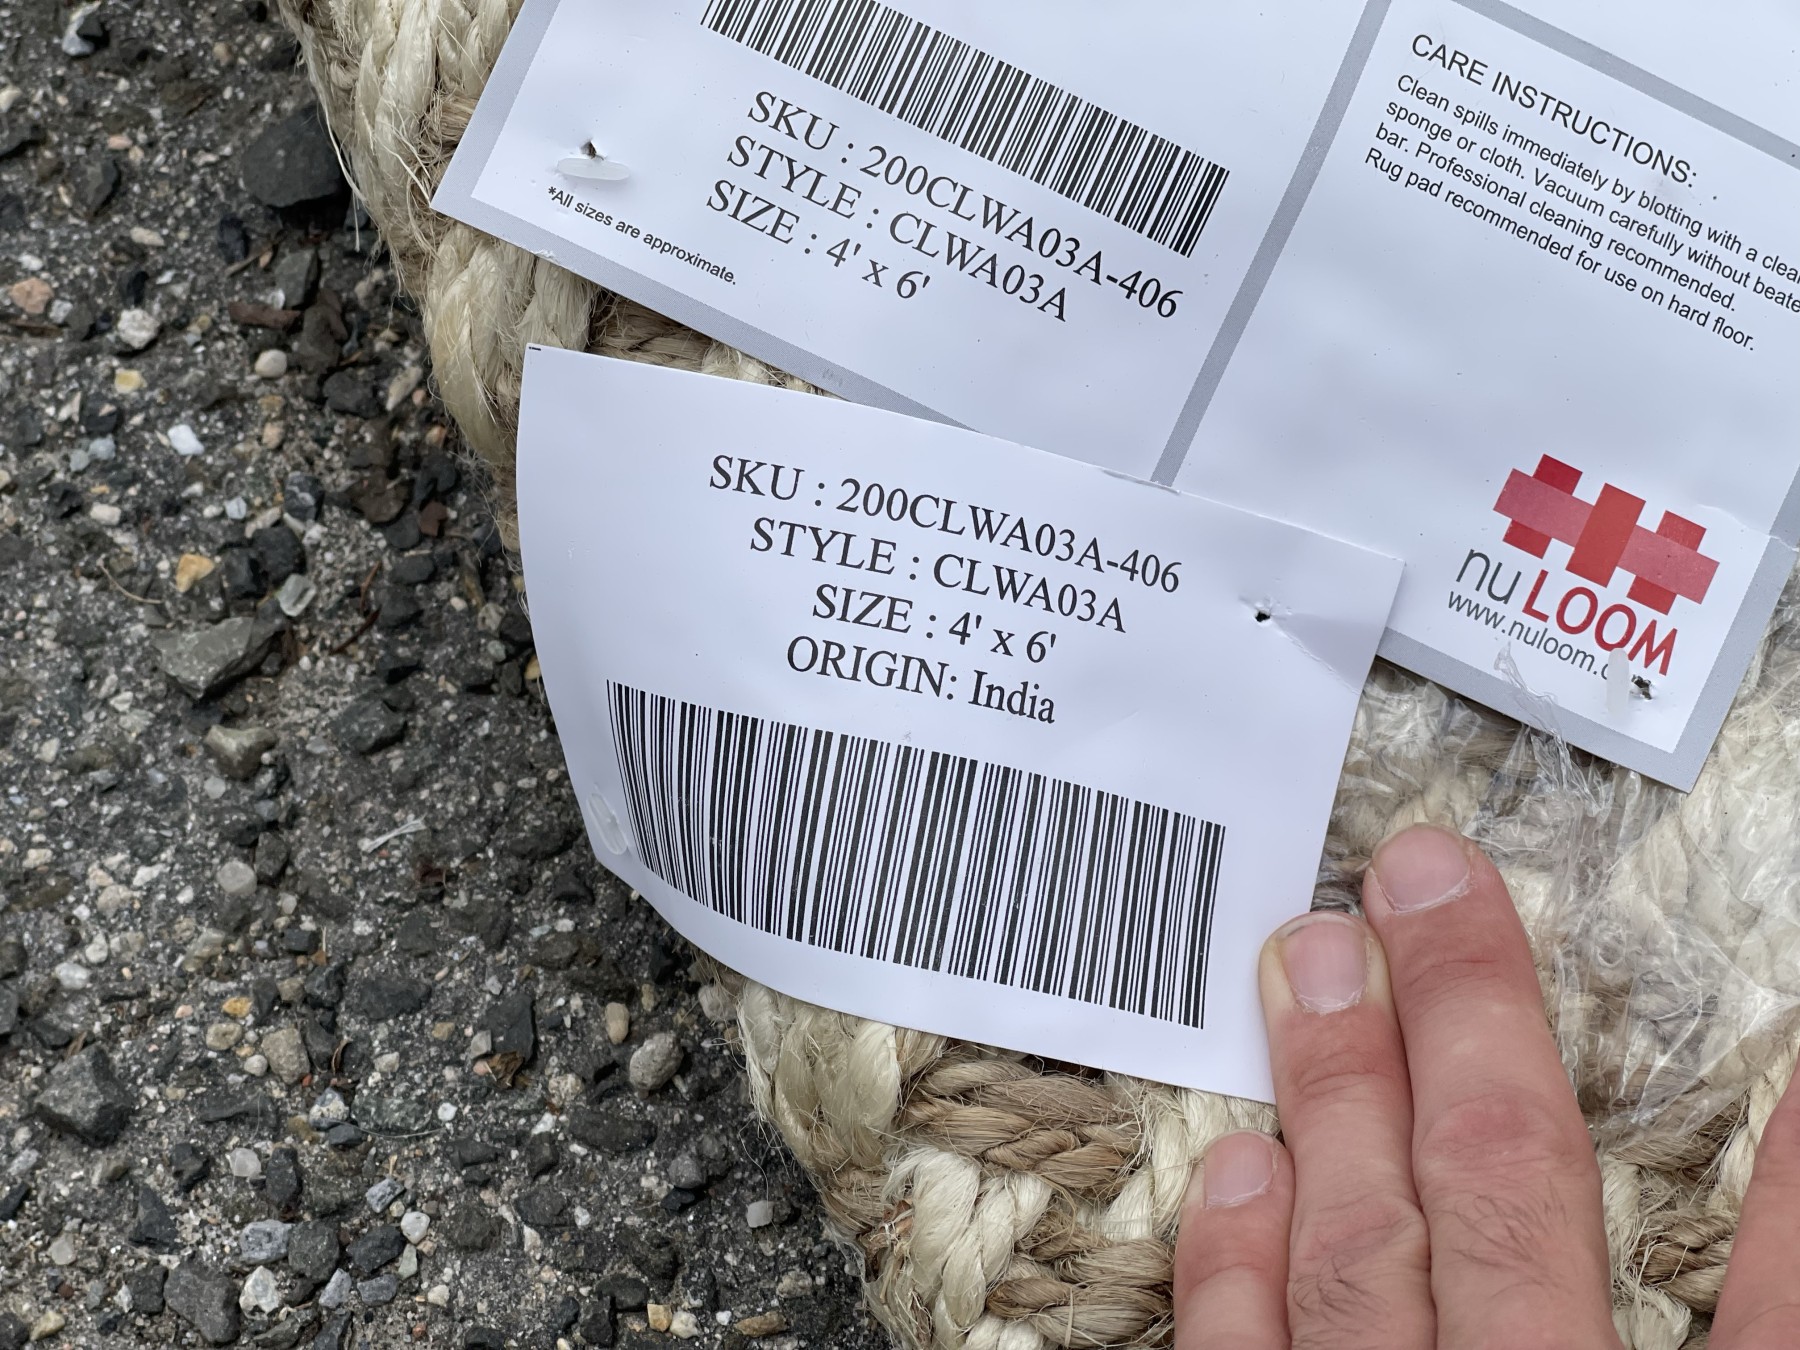 SKU : 200CLWA03A-406
STYLE : CLWA03A
SIZE : 4' x 6'
*All sizes are approximate.
CARE INSTRUCTIONS:
Clean spills immediately by blotting with a
sponge or cloth. Vacuum carefully without
bar. Professional cleaning recommended.
Rug pad recommended for use on hard floor.
nuLOOM
www.nuloom.
SKU : 200CLWA03A-406
STYLE : CLWA03A
SIZE : 4' x 6'
ORIGIN: India